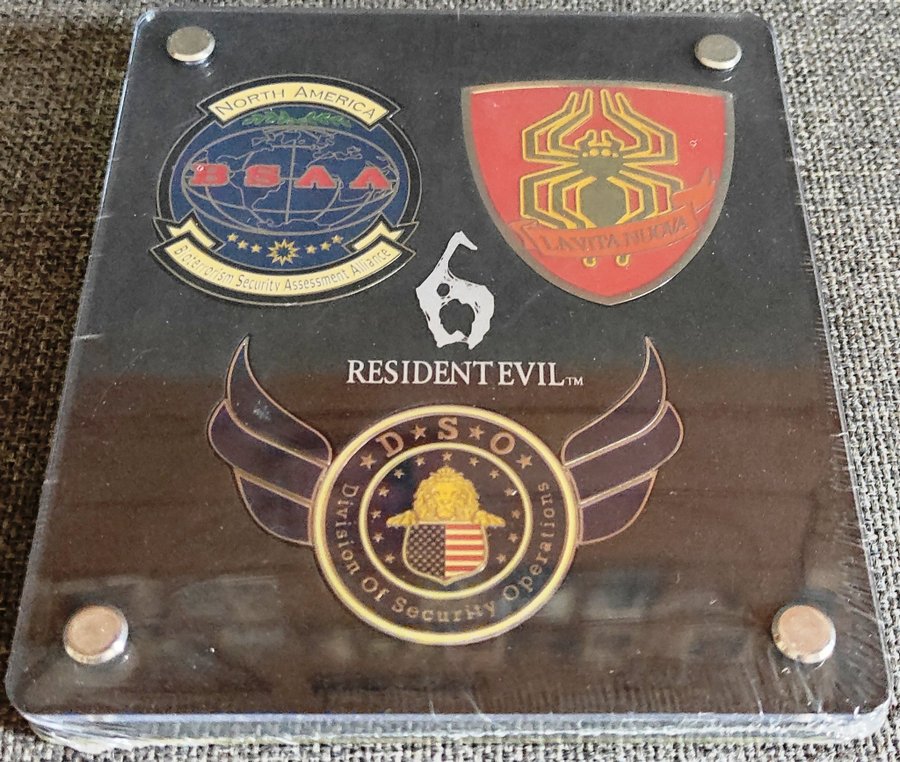 NORTH AMERICA
BSAA
Bioterrorism Security Assessment Alliance
LA VITA NUOVA
6
RESIDENT EVIL™
D★S★O
Division Of Security Operations